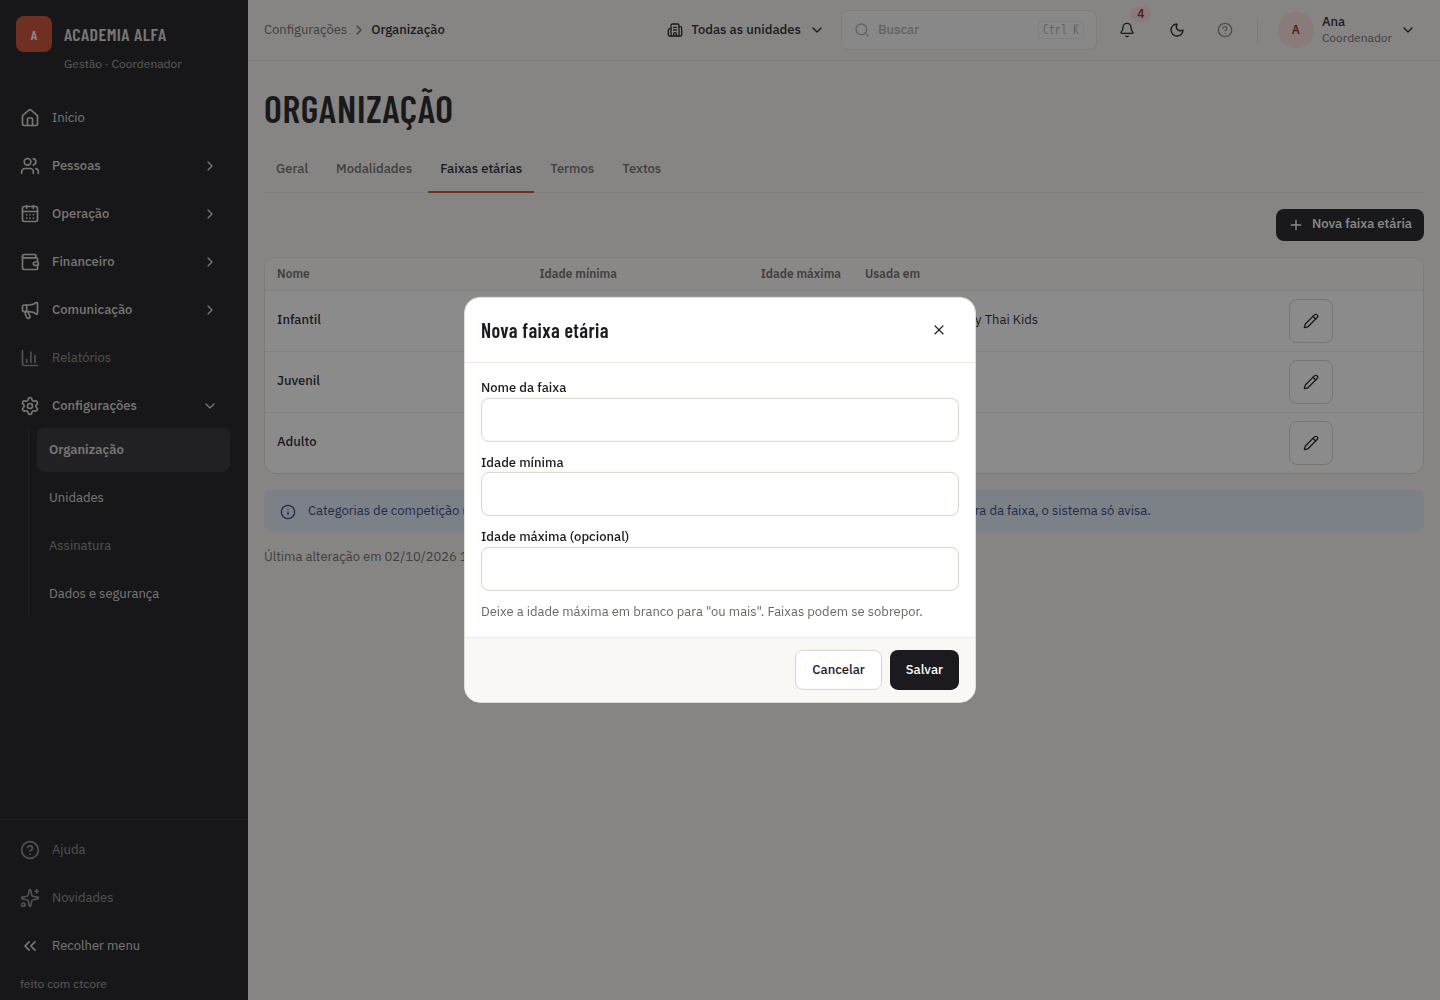 A
ACADEMIA ALFA
Gestão · Coordenador
Início
Pessoas
Operação
Financeiro
Comunicação
Relatórios
Configurações
Organização
Unidades
Assinatura
Dados e segurança
Ajuda
Novidades
Recolher menu
feito com ctcore
Configurações > Organização
Todas as unidades
Buscar
Ctrl K
4
A
Ana
Coordenador
ORGANIZAÇÃO
Geral
Modalidades
Faixas etárias
Termos
Textos
Nova faixa etária
Nome
Idade mínima
Idade máxima
Usada em
Infantil
Thai Kids
Juvenil
Adulto
Categorias de competição
da faixa, o sistema só avisa.
Última alteração em 02/10/2026
Nova faixa etária
Nome da faixa
Idade mínima
Idade máxima (opcional)
Deixe a idade máxima em branco para "ou mais". Faixas podem se sobrepor.
Cancelar
Salvar